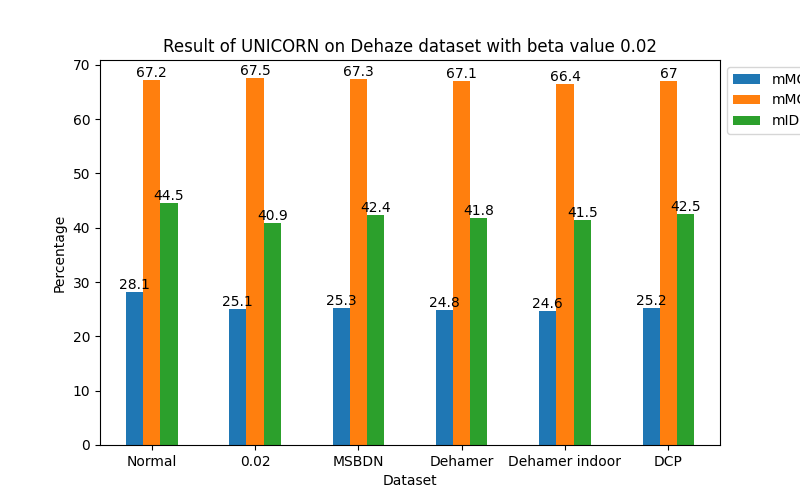 Result of UNICORN on Dehaze dataset with beta value 0.02
Percentage
70
60
50
40
30
20
10
0
28.1 67.2 44.5
25.1 67.5 40.9
25.3 67.3 42.4
24.8 67.1 41.8
24.6 66.4 41.5
25.2 67 42.5
Normal 0.02 MSBDN Dehamer Dehamer indoor DCP
Dataset
mID